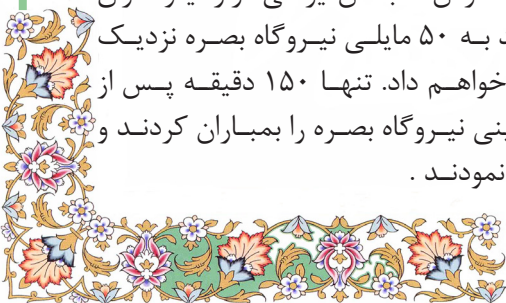 د به ۵۰ مایلی نیروگاه بصره نزدیک
خواهم داد. تنها ۱۵۰ دقیقه پس از
نیروگاه بصره را بمباران کردند و
نمودند .